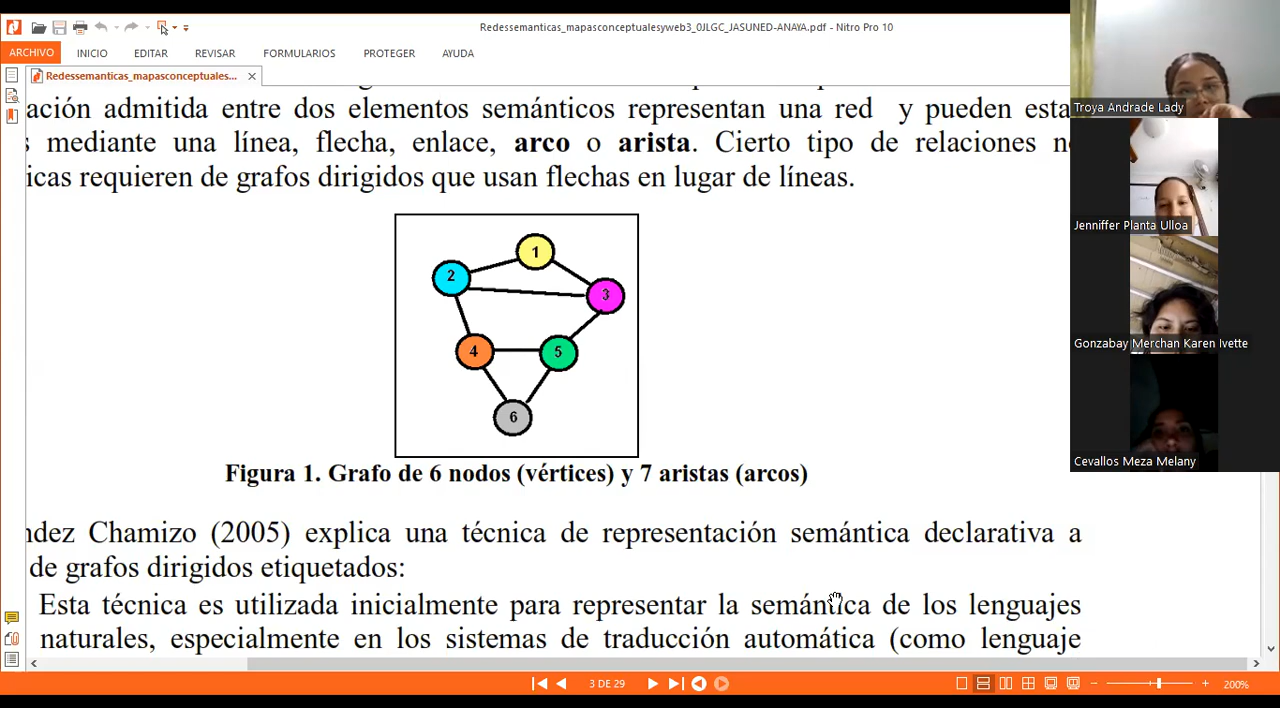 Redessemanticas_mapasconceptualesyweb3_0JLGC_JASUNED-ANAYA.pdf - Nitro Pro 10
ARCHIVO INICIO EDITAR REVISAR FORMULARIOS PROTEGER AYUDA
Redessemanticas_mapasconceptuales...
ación admitida entre dos elementos semánticos representan una red y pueden esta
s mediante una línea, flecha, enlace, arco o arista. Cierto tipo de relaciones n
icas requieren de grafos dirigidos que usan flechas en lugar de líneas.
1
2
3
4
5
6
Figura 1. Grafo de 6 nodos (vértices) y 7 aristas (arcos)
ndez Chamizo (2005) explica una técnica de representación semántica declarativa a
de grafos dirigidos etiquetados:
Esta técnica es utilizada inicialmente para representar la semántica de los lenguajes
naturales, especialmente en los sistemas de traducción automática (como lenguaje
3 DE 29
200%
Troya Andrade Lady
Jenniffer Planta Ulloa
Gonzabay Merchan Karen Ivette
Cevallos Meza Melany